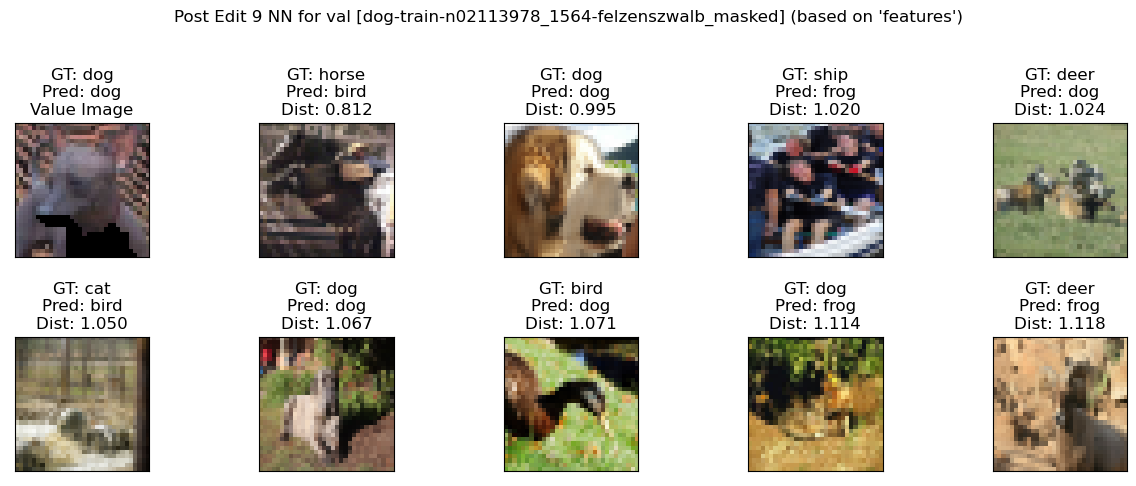 Post Edit 9 NN for val [dog-train-n02113978_1564-felzenszwalb_masked] (based on 'features')
GT: dog
Pred: dog
Value Image
GT: horse
Pred: bird
Dist: 0.812
GT: dog
Pred: dog
Dist: 0.995
GT: ship
Pred: frog
Dist: 1.020
GT: deer
Pred: dog
Dist: 1.024
GT: cat
Pred: bird
Dist: 1.050
GT: dog
Pred: dog
Dist: 1.067
GT: bird
Pred: dog
Dist: 1.071
GT: dog
Pred: frog
Dist: 1.114
GT: deer
Pred: frog
Dist: 1.118